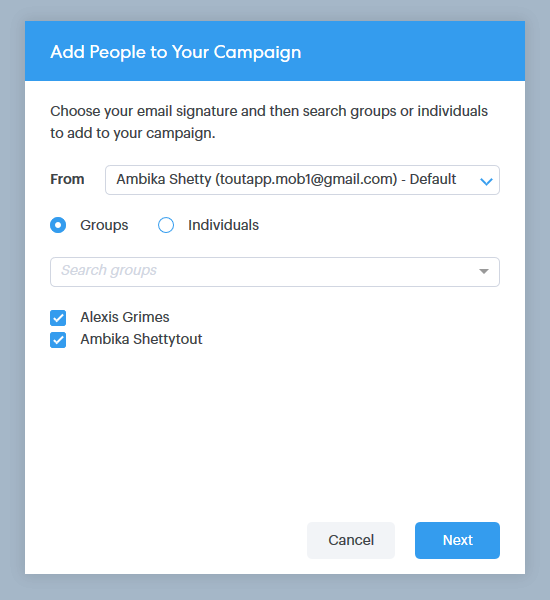 Add People to Your Campaign
Choose your email signature and then search groups or individuals
to add to your campaign.
From Ambika Shetty (toutapp.mob1@gmail.com) - Default
Groups Individuals
Search groups
Alexis Grimes
Ambika Shettytout
Cancel Next